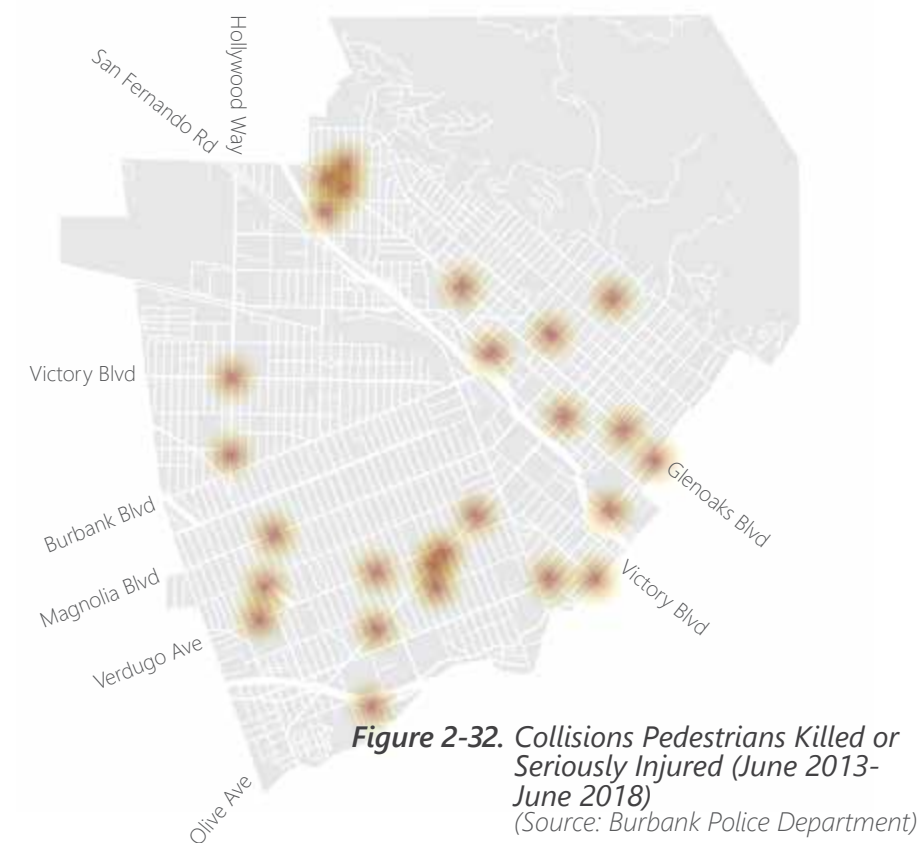 Hollywood Way
San Fernando Rd
Victory Blvd
Burbank Blvd
Glenoaks Blvd
Magnolia Blvd
Victory Blvd
Verdugo Ave
Olive Ave
Figure 2-32. Collisions Pedestrians Killed or
Seriously Injured (June 2013-
June 2018)
(Source: Burbank Police Department)